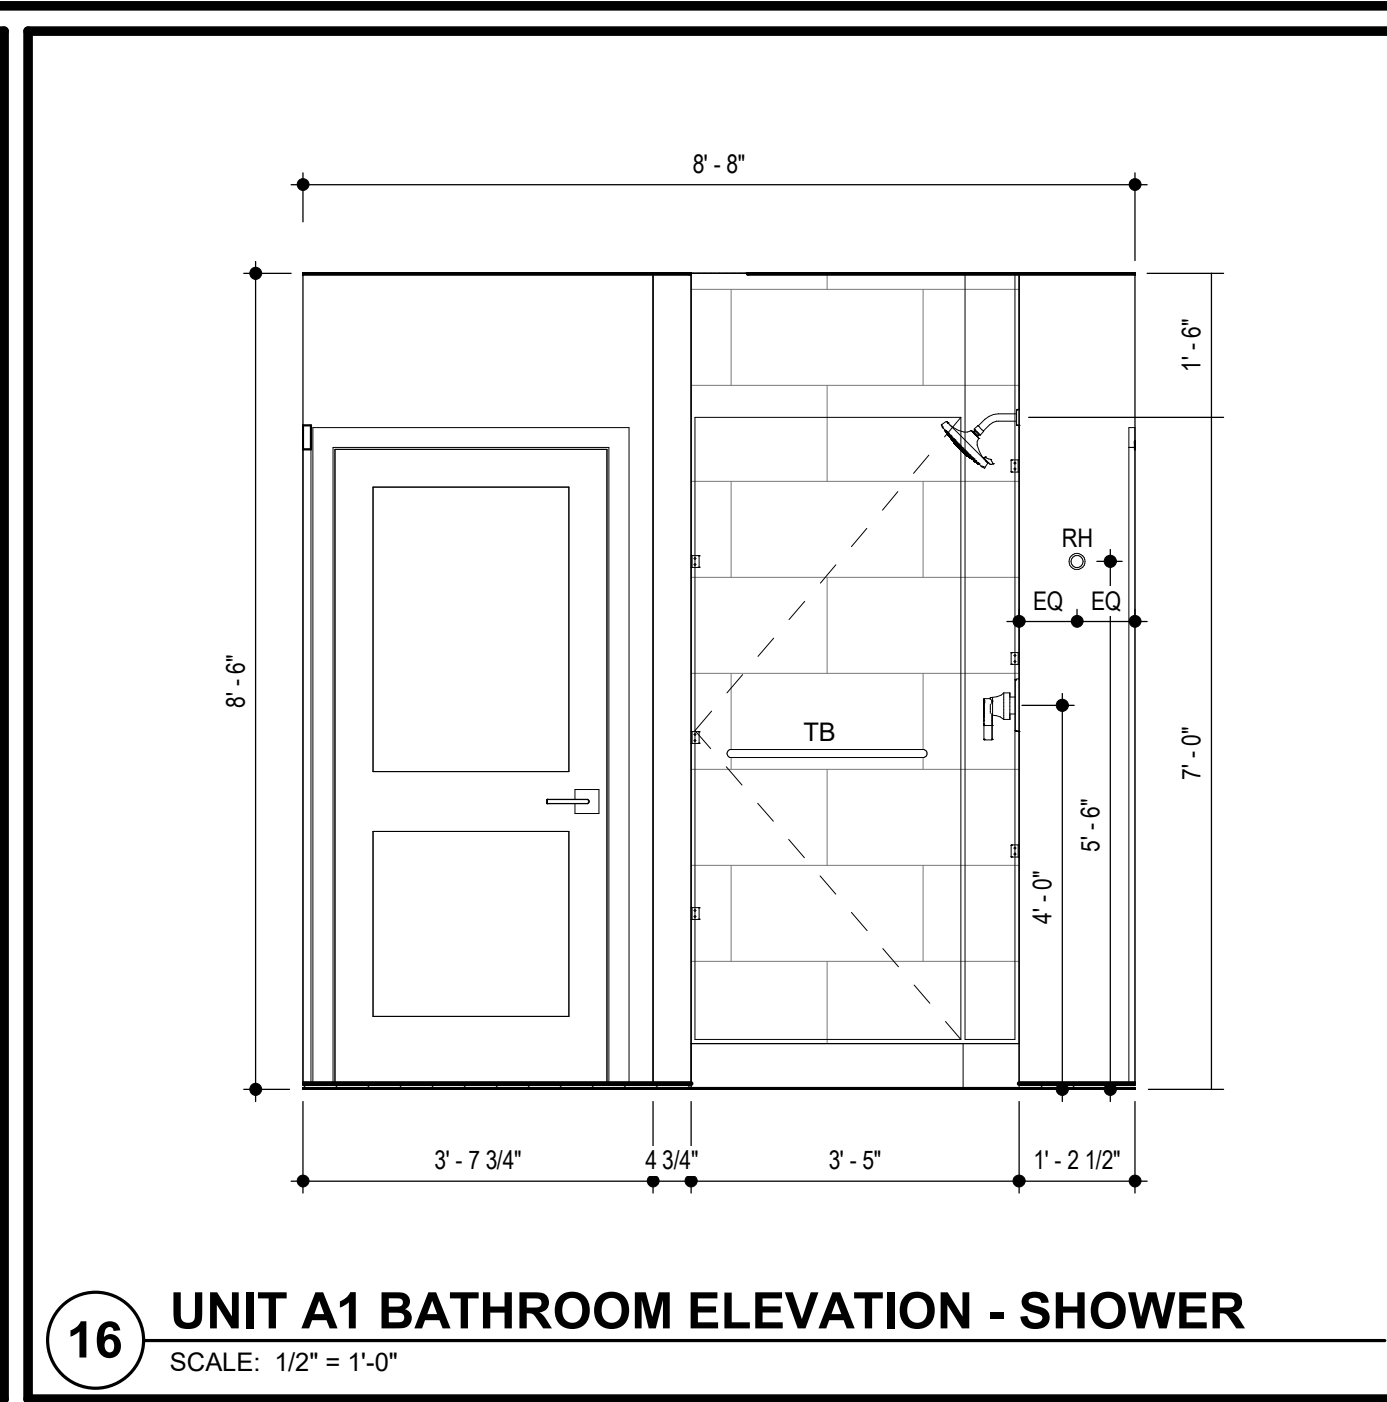 8' - 8"
1' - 6"
RH
EQ EQ
8' - 6"
TB
7' - 0"
5' - 6"
4' - 0"
3' - 7 3/4" 4 3/4" 3' - 5" 1' - 2 1/2"
16 UNIT A1 BATHROOM ELEVATION - SHOWER
SCALE: 1/2" = 1'-0"